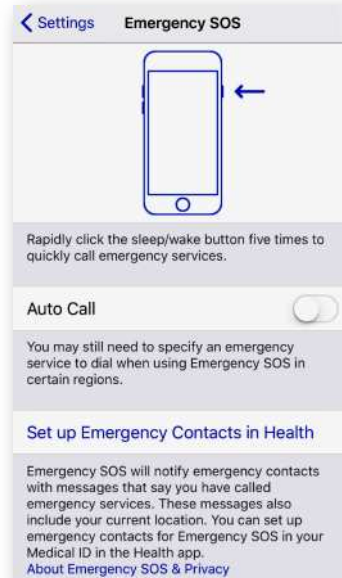 Settings Emergency SOS
Rapidly click the sleep/wake button five times to
quickly call emergency services.
Auto Call
You may still need to specify an emergency
service to dial when using Emergency SOS in
certain regions.
Set up Emergency Contacts in Health
Emergency SOS will notify emergency contacts
with messages that say you have called
emergency services. These messages also
include your current location. You can set up
emergency contacts for Emergency SOS in your
Medical ID in the Health app.
About Emergency SOS & Privacy